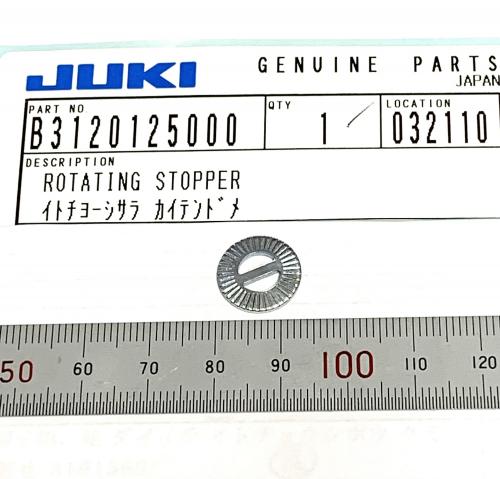 JUKI GENUINE PARTS
JAPAN
PART NO QTY LOCATION
B3120125000 1 032110
DESCRIPTION
ROTATING STOPPER
イトチヨーシサラ カイテンドメ
50 60 70 80 90 100 110 120